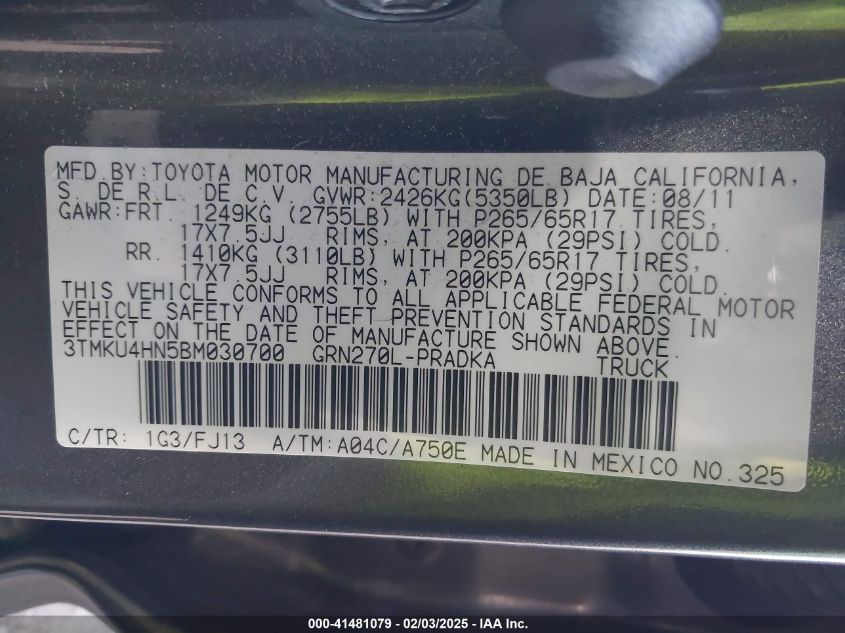 MFD.BY:TOYOTA MOTOR MANUFACTURING DE BAJA CALIFORNIA,
S. DE R.L. DE C.V. GVWR:2426KG(5350LB) DATE:08/11
GAWR:FRT. 1249KG (2755LB) WITH P265/65R17 TIRES,
17X7.5JJ RIMS, AT 200KPA (29PSI) COLD.
RR. 1410KG (3110LB) WITH P265/65R17 TIRES,
17X7.5JJ RIMS, AT 200KPA (29PSI) COLD.
THIS VEHICLE CONFORMS TO ALL APPLICABLE FEDERAL MOTOR
VEHICLE SAFETY AND THEFT PREVENTION STANDARDS IN
EFFECT ON THE DATE OF MANUFACTURE SHOWN ABOVE.
3TMKU4HN5BM030700 GRN270L-PRADKA TRUCK
C/TR: 1G3/FJ13 A/TM:A04C/A750E MADE IN MEXICO NO.325
000-41481079 - 02/03/2025 - IAA Inc.